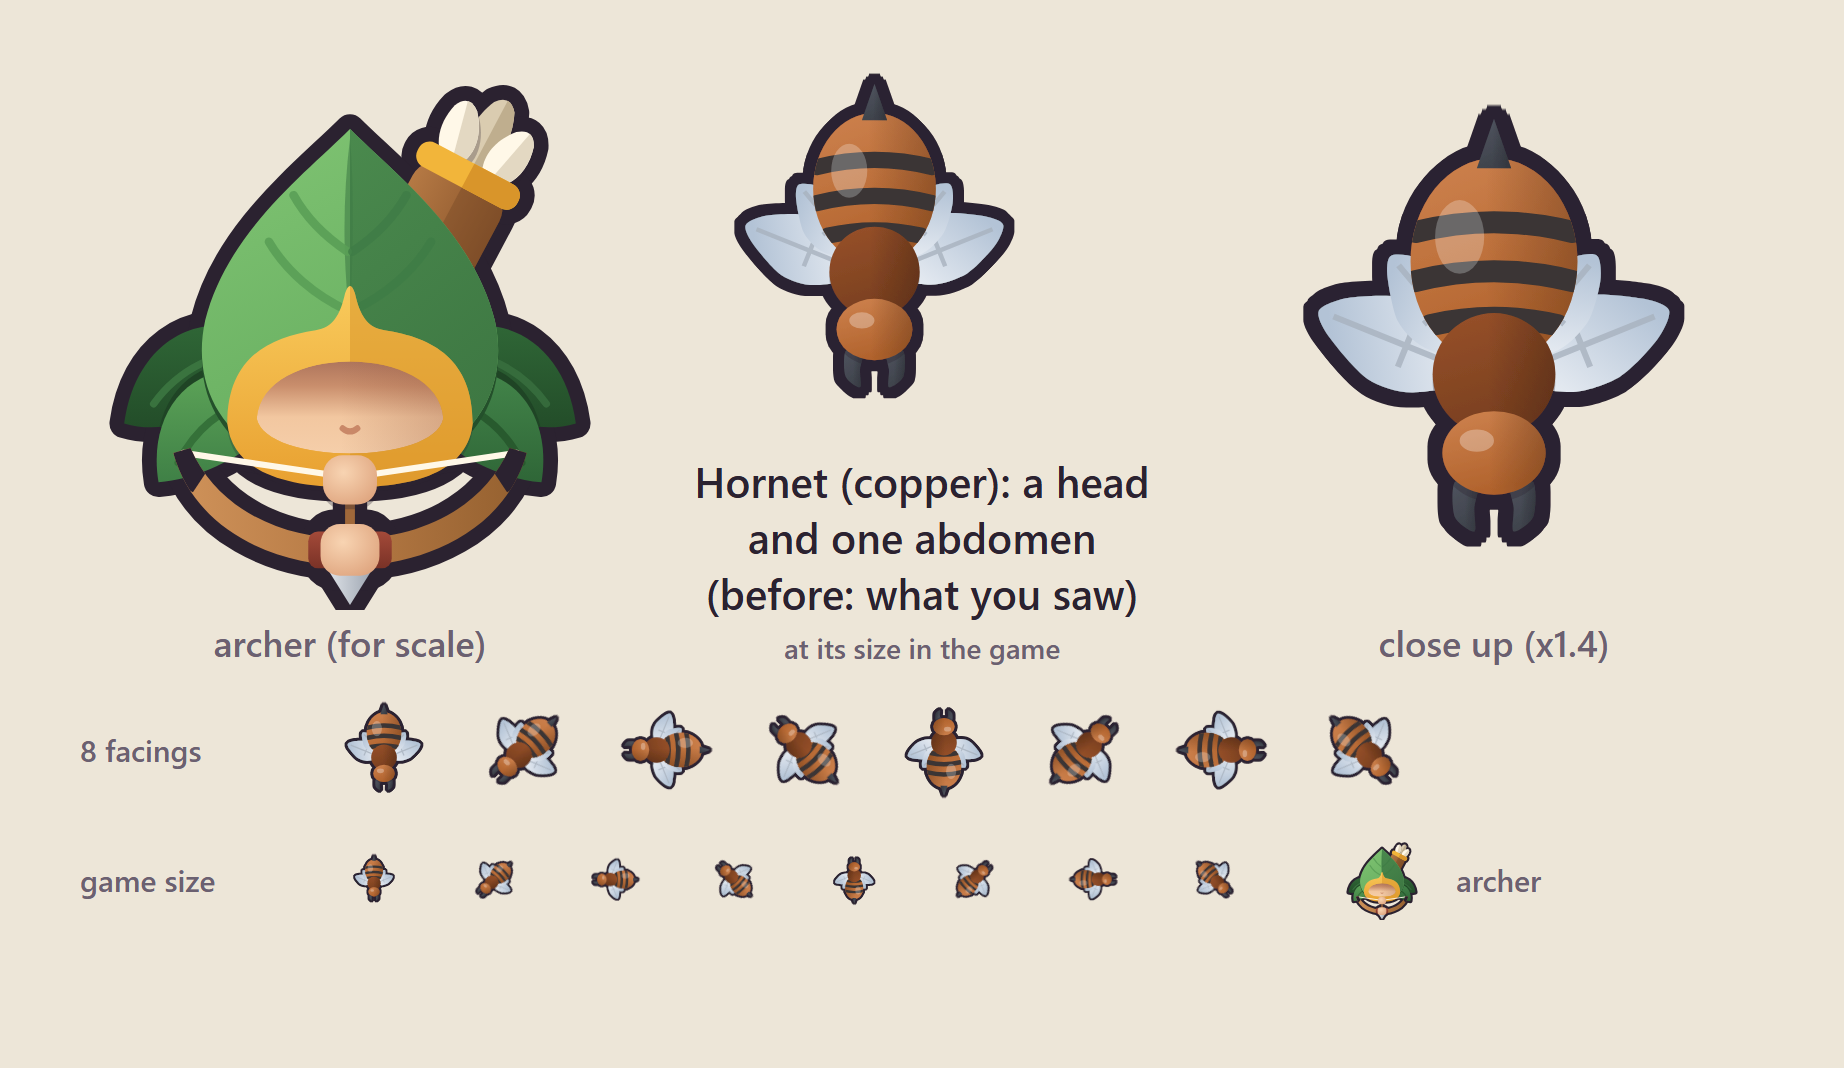 Hornet (copper): a head
and one abdomen
(before: what you saw)
archer (for scale)
at its size in the game
close up (x1.4)
8 facings
game size
archer